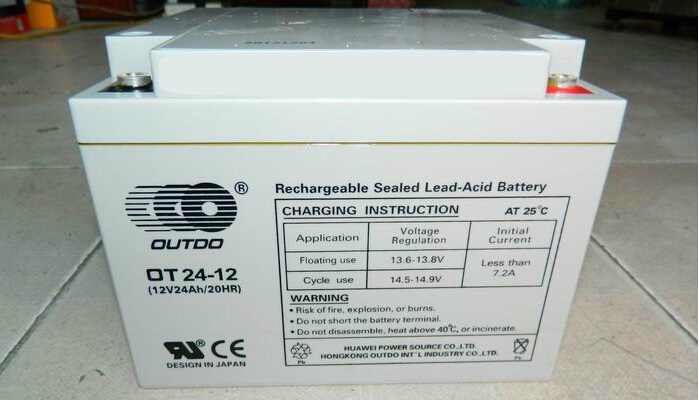 ®
OUTDO
OT 24-12
(12V24Ah/20HR)
DESIGN IN JAPAN
Rechargeable Sealed Lead-Acid Battery
CHARGING INSTRUCTION AT 25°C
Application Voltage Regulation Initial Current
Floating use 13.6-13.8V Less than 7.2A
Cycle use 14.5-14.9V
WARNING
• Risk of fire, explosion, or burns.
• Do not short the battery terminal.
• Do not disassemble, heat above 40°C, or incinerate.
Pb
HUAWEI POWER SOURCE CO.,LTD.
HONGKONG OUTDO INT`L INDUSTRY CO.,LTD.
Pb